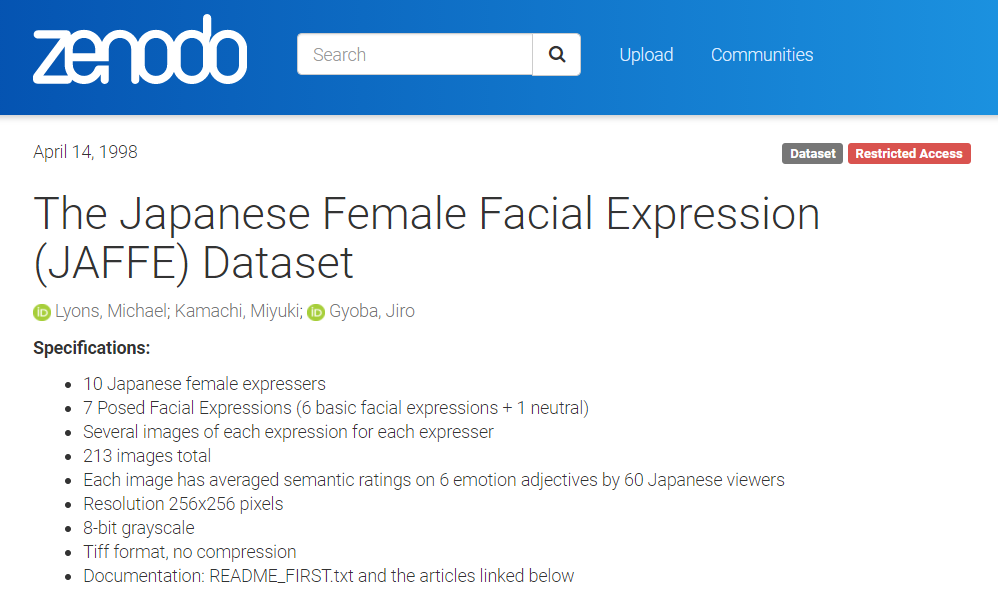 zenodo
Search
Upload
Communities
April 14, 1998
Dataset
Restricted Access
The Japanese Female Facial Expression
(JAFFE) Dataset
iD Lyons, Michael; Kamachi, Miyuki; iD Gyoba, Jiro
Specifications:
• 10 Japanese female expressers
• 7 Posed Facial Expressions (6 basic facial expressions + 1 neutral)
• Several images of each expression for each expresser
• 213 images total
• Each image has averaged semantic ratings on 6 emotion adjectives by 60 Japanese viewers
• Resolution 256x256 pixels
• 8-bit grayscale
• Tiff format, no compression
• Documentation: README_FIRST.txt and the articles linked below